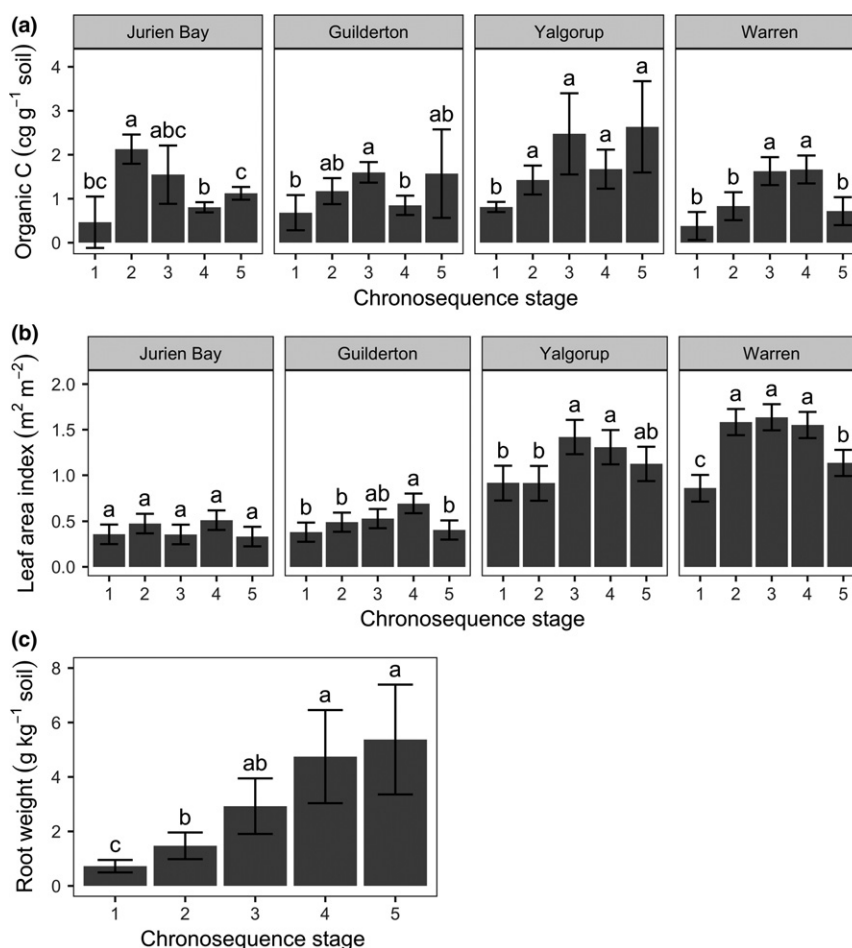 (a)
Jurien Bay Guilderton Yalgorup Warren
Organic C (cg g⁻¹ soil)
4
3
2
1
0
bc a abc b c
b ab a b ab
b a a a a
b b a a b
1 2 3 4 5 1 2 3 4 5 1 2 3 4 5 1 2 3 4 5
Chronosequence stage
(b)
Jurien Bay Guilderton Yalgorup Warren
Leaf area index (m² m⁻²)
2.0
1.5
1.0
0.5
0.0
a a a a a
b b ab a b
b b a a ab
c a a a b
1 2 3 4 5 1 2 3 4 5 1 2 3 4 5 1 2 3 4 5
Chronosequence stage
(c)
Root weight (g kg⁻¹ soil)
8
6
4
2
0
c b ab a a
1 2 3 4 5
Chronosequence stage